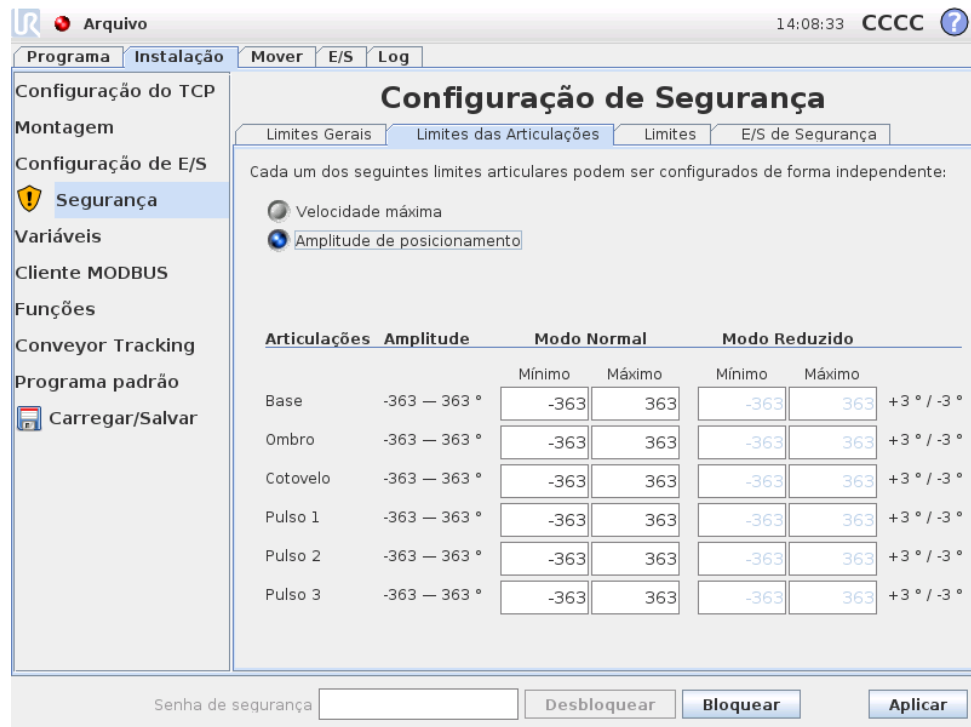 UR Arquivo 14:08:33 CCCC ?
Programa Instalação Mover E/S Log
Configuração do TCP
Montagem
Configuração de E/S
Segurança
Variáveis
Cliente MODBUS
Funções
Conveyor Tracking
Programa padrão
Carregar/Salvar
Configuração de Segurança
Limites Gerais Limites das Articulações Limites E/S de Segurança
Cada um dos seguintes limites articulares podem ser configurados de forma independente:
Velocidade máxima
Amplitude de posicionamento
Articulações Amplitude Modo Normal Modo Reduzido
Mínimo Máximo Mínimo Máximo
Base -363 — 363 ° -363 363 -363 363 +3 ° / -3 °
Ombro -363 — 363 ° -363 363 -363 363 +3 ° / -3 °
Cotovelo -363 — 363 ° -363 363 -363 363 +3 ° / -3 °
Pulso 1 -363 — 363 ° -363 363 -363 363 +3 ° / -3 °
Pulso 2 -363 — 363 ° -363 363 -363 363 +3 ° / -3 °
Pulso 3 -363 — 363 ° -363 363 -363 363 +3 ° / -3 °
Senha de segurança Desbloquear Bloquear Aplicar